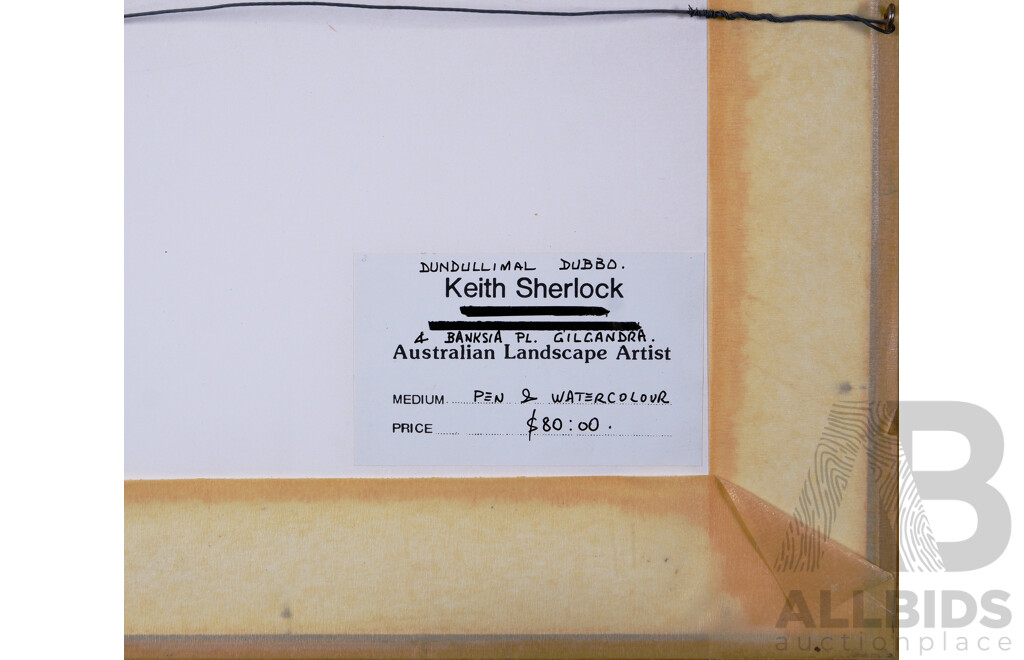 DUNDULLIMAL DUBBO.
Keith Sherlock
4 BANKSIA PL. GILGANDRA.
Australian Landscape Artist
MEDIUM PEN & WATERCOLOUR
PRICE $80:00.
AB
ALLBIDS
auctionplace